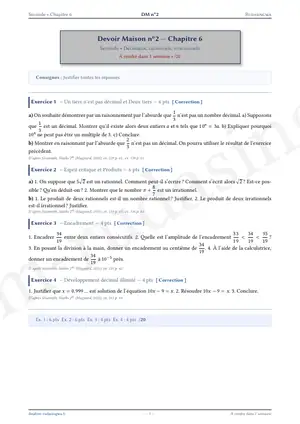 Seconde • Chapitre 6 DM n°2
Devoir Maison n°2 — Chapitre 6
Seconde • Décimaux, rationnels, irrationnels
À rendre dans 1 semaine • /20
Consignes : Justifier toutes les réponses.
Exercice 1 – Un tiers n'est pas décimal et Deux tiers – 6 pts [ Correction ]
a) On souhaite démontrer par un raisonnement par l'absurde que 1/3 n'est pas un nombre décimal. a) Supposons
que 1/3 est un décimal. Montrer qu'il existe alors deux entiers a et n tels que 10ⁿ = 3a. b) Expliquer pourquoi
10ⁿ ne peut pas être un multiple de 3. c) Conclure.
b) Montrer en raisonnant par l'absurde que 2/3 n'est pas un décimal. On pourra utiliser le résultat de l'exercice
précédent.
Exercice 2 – Esprit critique et Produits – 6 pts [ Correction ]
a) 1. On suppose que 5√2 est un rationnel. Comment peut-il s'écrire ? Comment s'écrit alors √2 ? Est-ce pos-
sible ? Qu'en déduit-on ? 2. Montrer que le nombre
est un irrationnel.
b) 1. Le produit de deux rationnels est-il un nombre rationnel ? Justifier. 2. Le produit de deux irrationnels
est-il irrationnel ? Justifier.
Exercice 3 – Encadrement – 4 pts [ Correction ]
1. Encadrer 34/19 entre deux entiers consécutifs. 2. Quelle est l'amplitude de l'encadrement 33/19 < 34/19 < 35/19 ?
3. En posant la division à la main, donner un encadrement au centième de 34/19. 4. À l'aide de la calculatrice,
donner un encadrement de 34/19 à 10⁻⁵ près.
Exercice 4 – Développement décimal illimité – 4 pts [ Correction ]
1. Justifier que x = 0,999 ... est solution de l'équation 10x − 9 = x. 2. Résoudre 10x − 9 = x. 3. Conclure.
Ex. 1 : 6 pts Ex. 2 : 6 pts Ex. 3 : 4 pts Ex. 4 : 4 pts /20
– 1 –